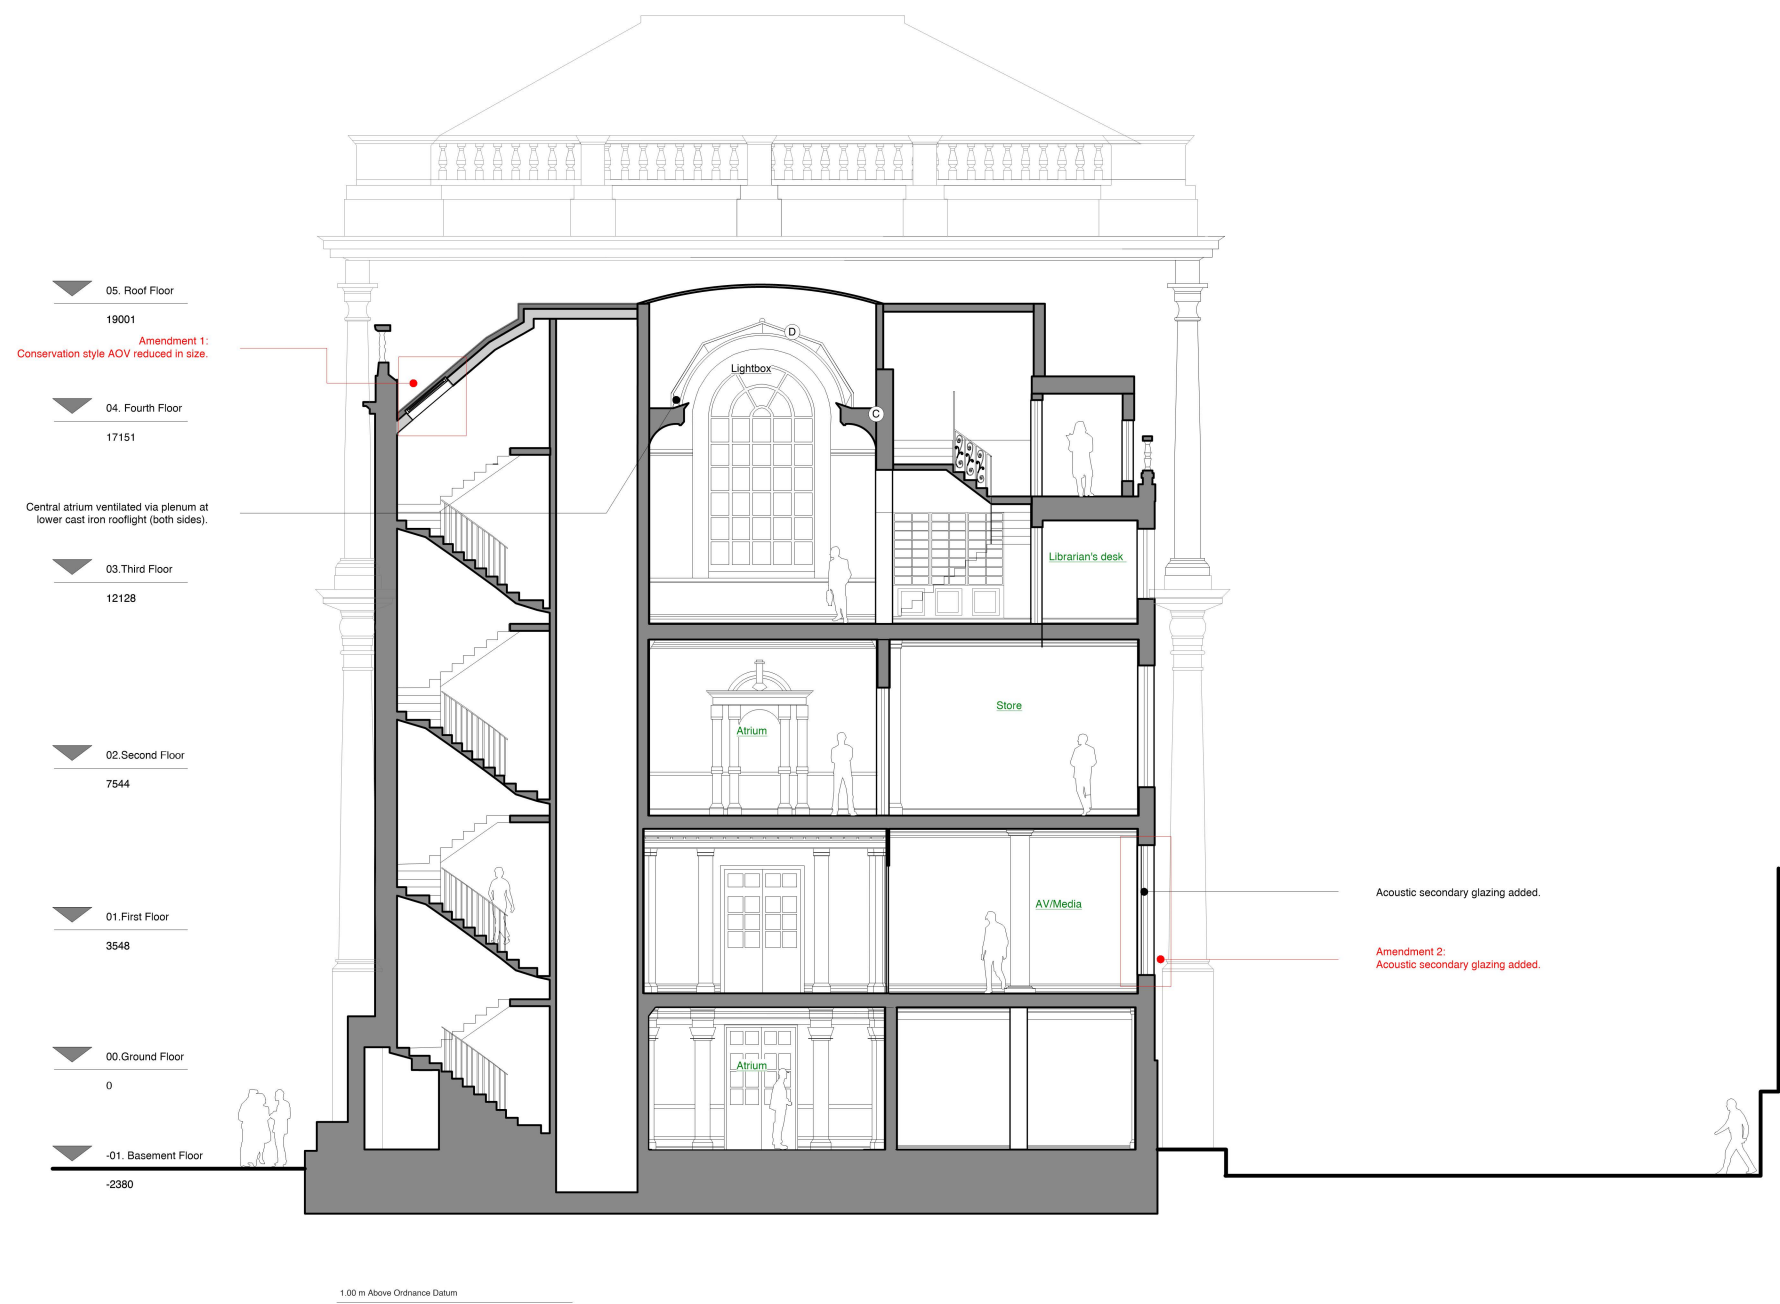 05. Roof Floor
19001
Amendment 1:
Conservation style AOV reduced in size.
04. Fourth Floor
17151
Central atrium ventilated via plenum at
lower cast iron rooflight (both sides).
03.Third Floor
12128
02.Second Floor
7544
01.First Floor
3548
00.Ground Floor
0
-01. Basement Floor
-2380
D
Lightbox
C
Librarian's desk
Atrium
Store
AV/Media
Atrium
Acoustic secondary glazing added.
Amendment 2:
Acoustic secondary glazing added.
1.00 m Above Ordnance Datum